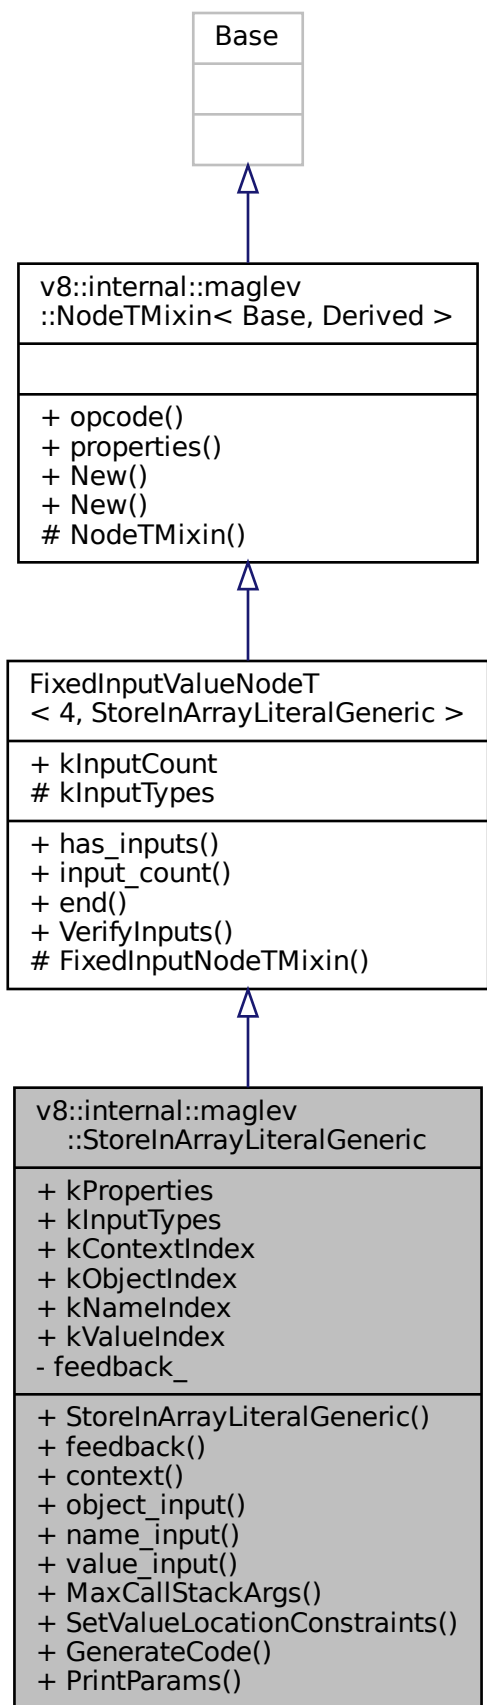 Base
v8::internal::maglev
::NodeTMixin< Base, Derived >
+ opcode()
+ properties()
+ New()
+ New()
# NodeTMixin()
FixedInputValueNodeT
< 4, StoreInArrayLiteralGeneric >
+ kInputCount
# kInputTypes
+ has_inputs()
+ input_count()
+ end()
+ VerifyInputs()
# FixedInputNodeTMixin()
v8::internal::maglev
::StoreInArrayLiteralGeneric
+ kProperties
+ kInputTypes
+ kContextIndex
+ kObjectIndex
+ kNameIndex
+ kValueIndex
- feedback_
+ StoreInArrayLiteralGeneric()
+ feedback()
+ context()
+ object_input()
+ name_input()
+ value_input()
+ MaxCallStackArgs()
+ SetValueLocationConstraints()
+ GenerateCode()
+ PrintParams()